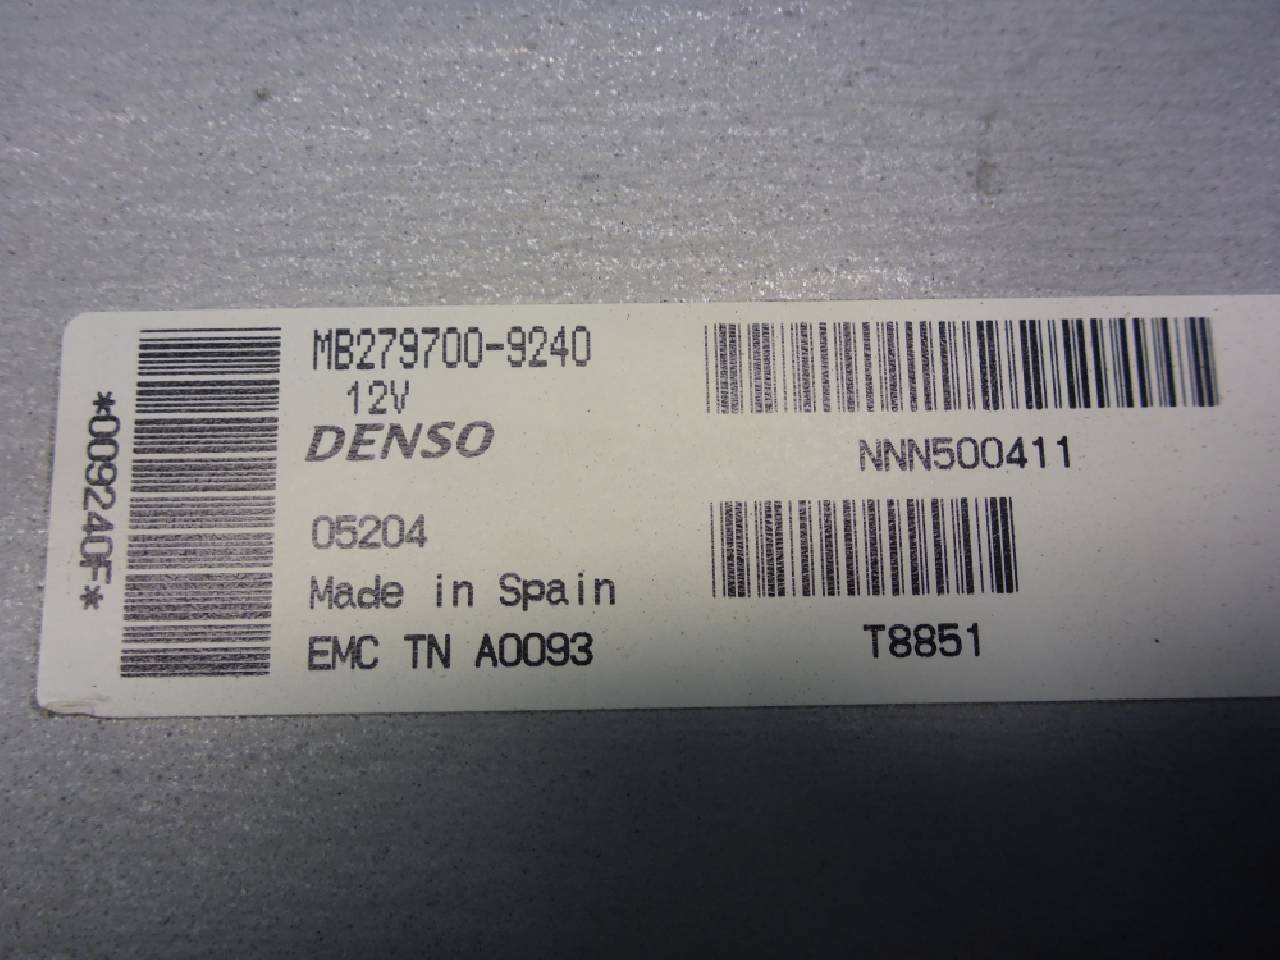 *009240F*
MB279700-9240
12V
DENSO
05204
Made in Spain
EMC TN A0093
NNN500411
T8851